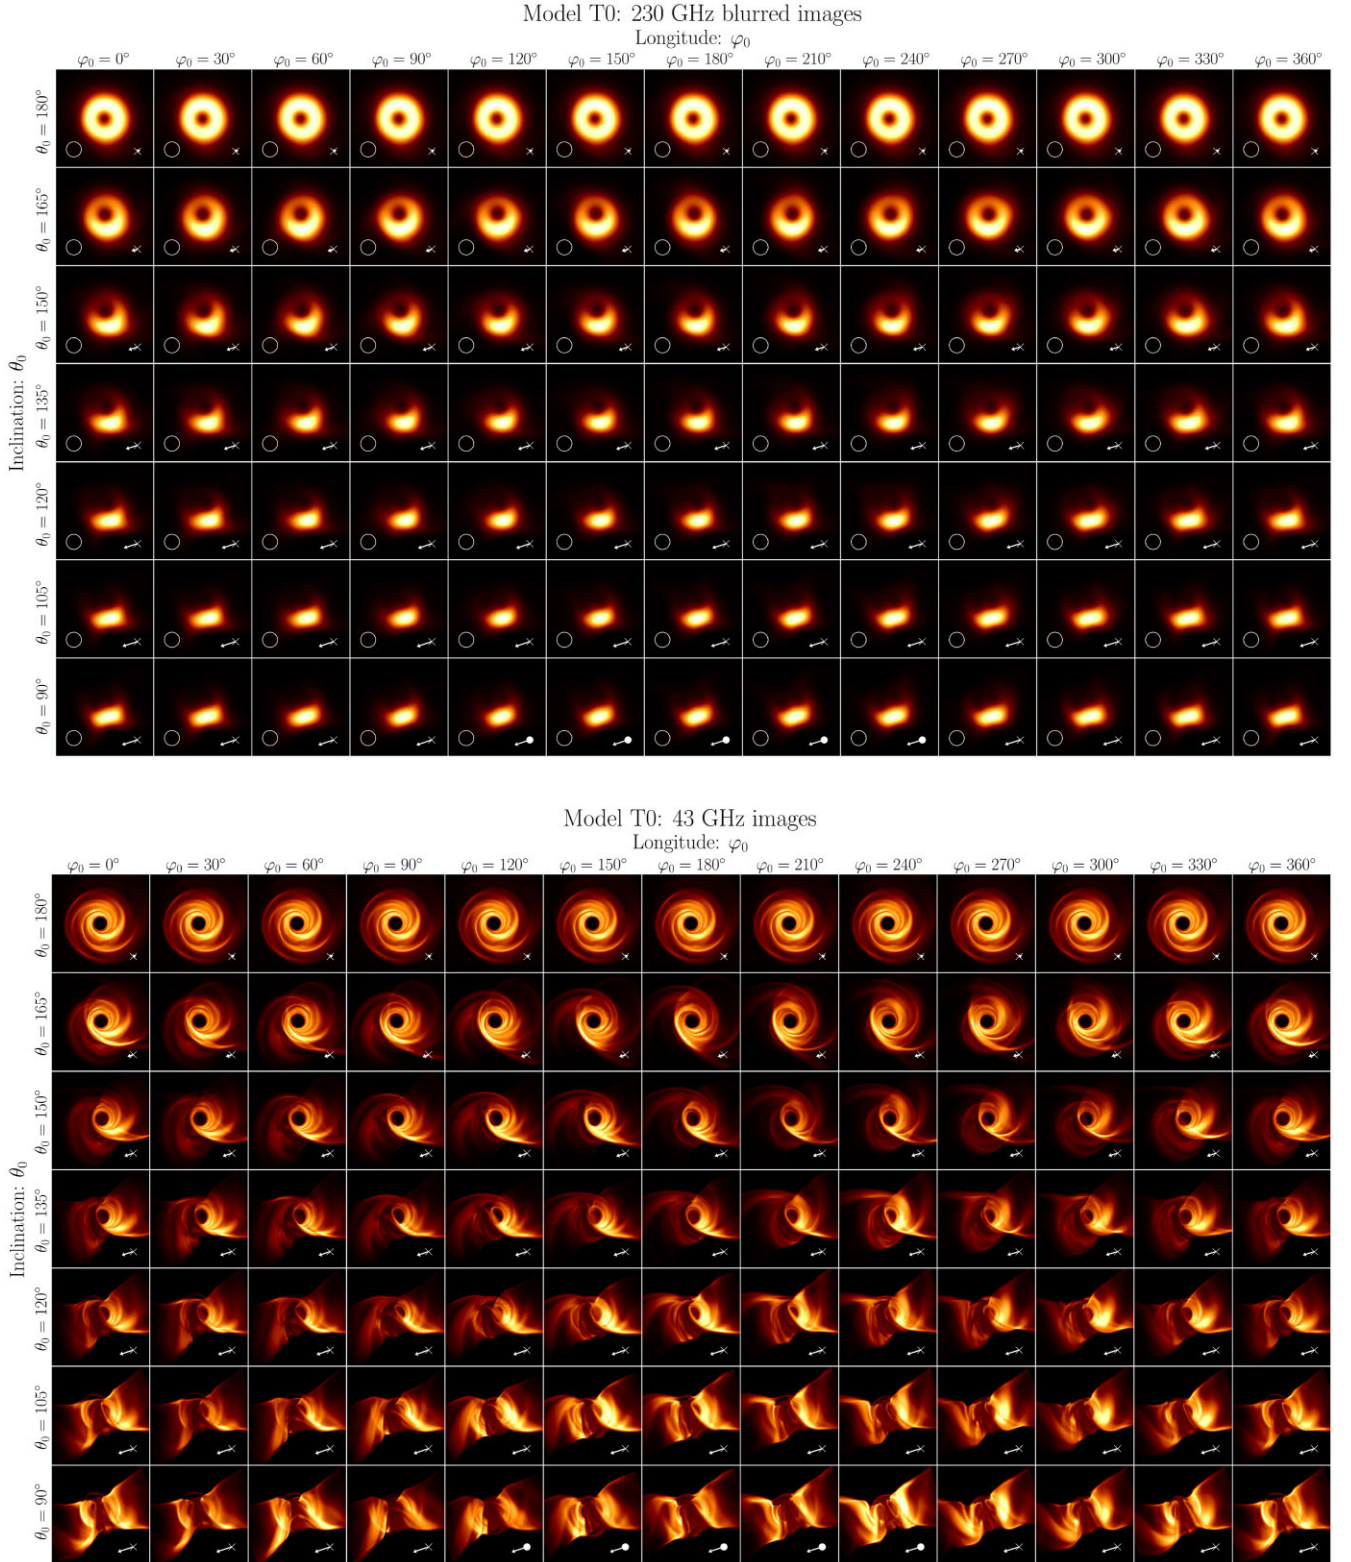 Model T0: 230 GHz blurred images
Longitude: φ₀
φ₀ = 0° φ₀ = 30° φ₀ = 60° φ₀ = 90° φ₀ = 120° φ₀ = 150° φ₀ = 180° φ₀ = 210° φ₀ = 240° φ₀ = 270° φ₀ = 300° φ₀ = 330° φ₀ = 360°
Inclination: θ₀
θ₀ = 180°
θ₀ = 165°
θ₀ = 150°
θ₀ = 135°
θ₀ = 120°
θ₀ = 105°
θ₀ = 90°
Model T0: 43 GHz images
Longitude: φ₀
φ₀ = 0° φ₀ = 30° φ₀ = 60° φ₀ = 90° φ₀ = 120° φ₀ = 150° φ₀ = 180° φ₀ = 210° φ₀ = 240° φ₀ = 270° φ₀ = 300° φ₀ = 330° φ₀ = 360°
Inclination: θ₀
θ₀ = 180°
θ₀ = 165°
θ₀ = 150°
θ₀ = 135°
θ₀ = 120°
θ₀ = 105°
θ₀ = 90°